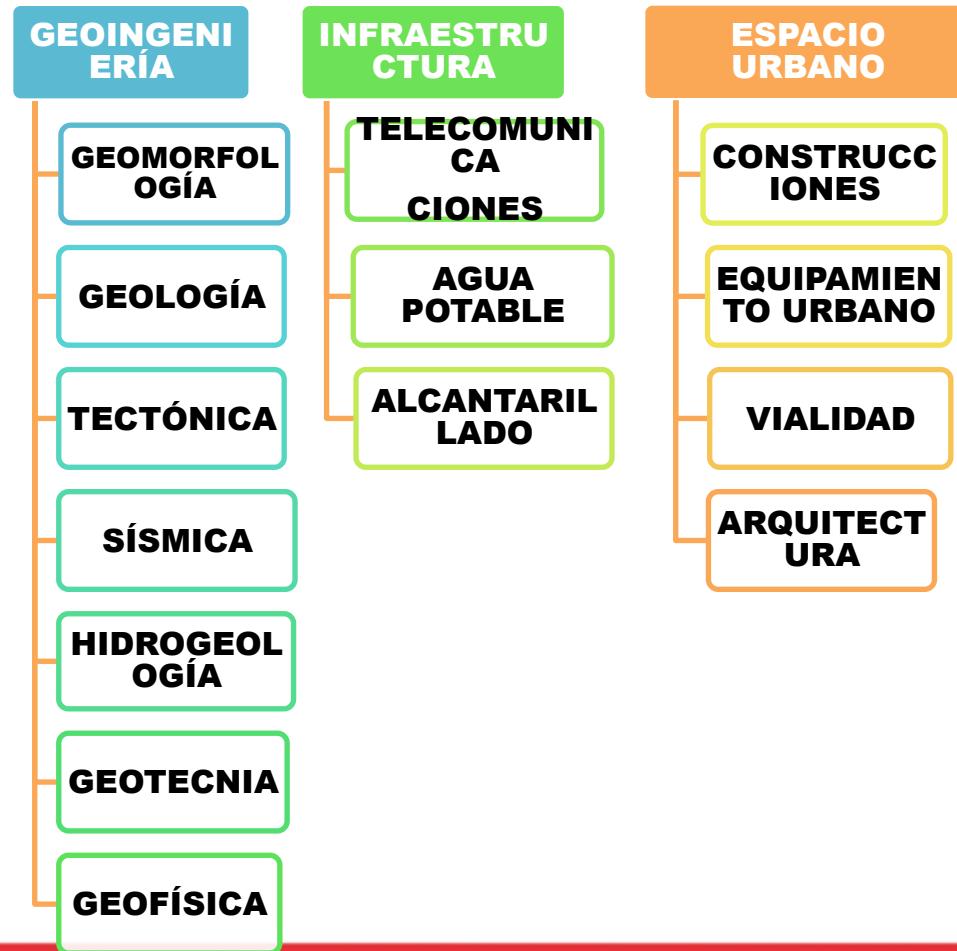 GEOINGENI
ERÍA
GEOMORFOL
OGÍA
GEOLOGÍA
TECTÓNICA
SÍSMICA
HIDROGEOL
OGÍA
GEOTECNIA
GEOFÍSICA
INFRAESTRU
CTURA
TELECOMUNI
CA
CIONES
AGUA
POTABLE
ALCANTARIL
LADO
ESPACIO
URBANO
CONSTRUCC
IONES
EQUIPAMIEN
TO URBANO
VIALIDAD
ARQUITECT
URA